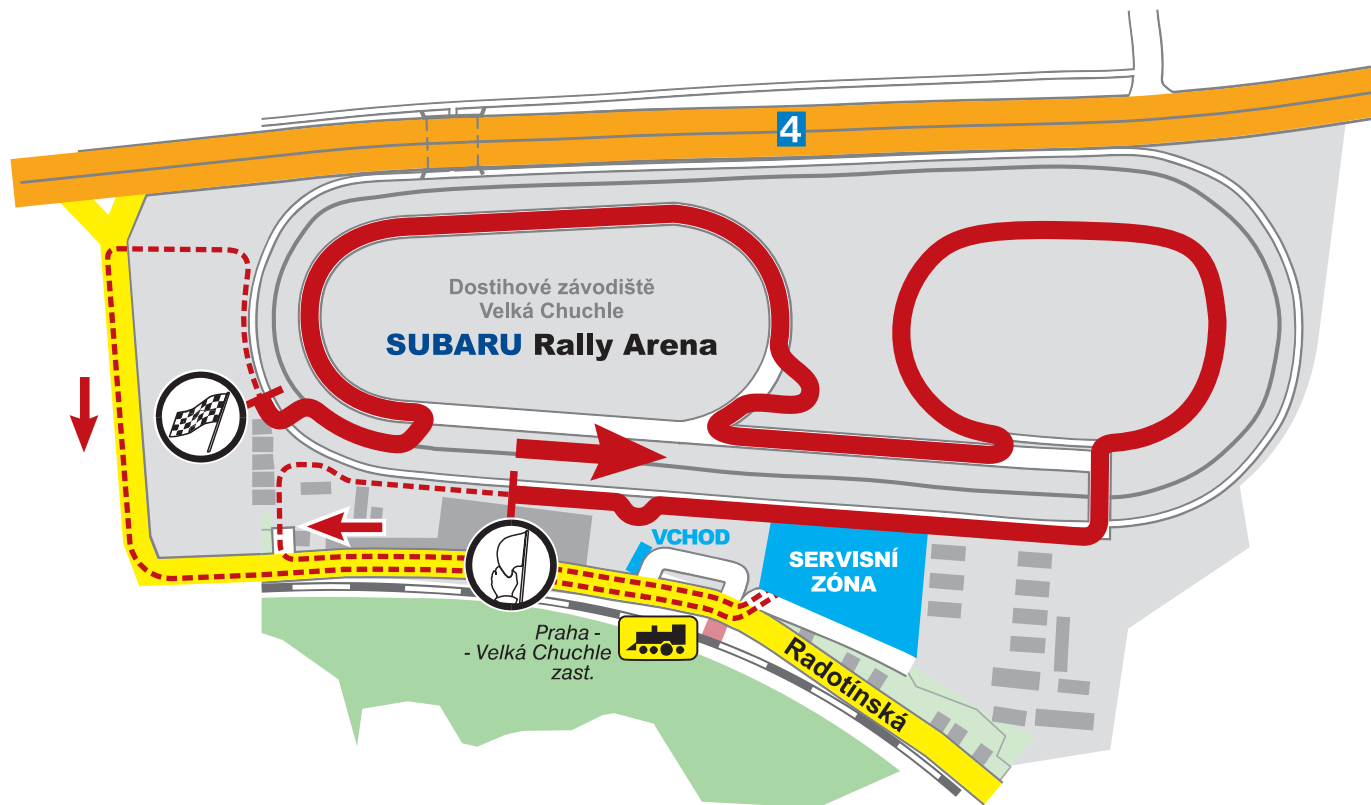 4
Dostihové závodiště
Velká Chuchle
SUBARU Rally Arena
VCHOD
SERVISNÍ
ZÓNA
Praha -
- Velká Chuchle
zast.
Radotínská